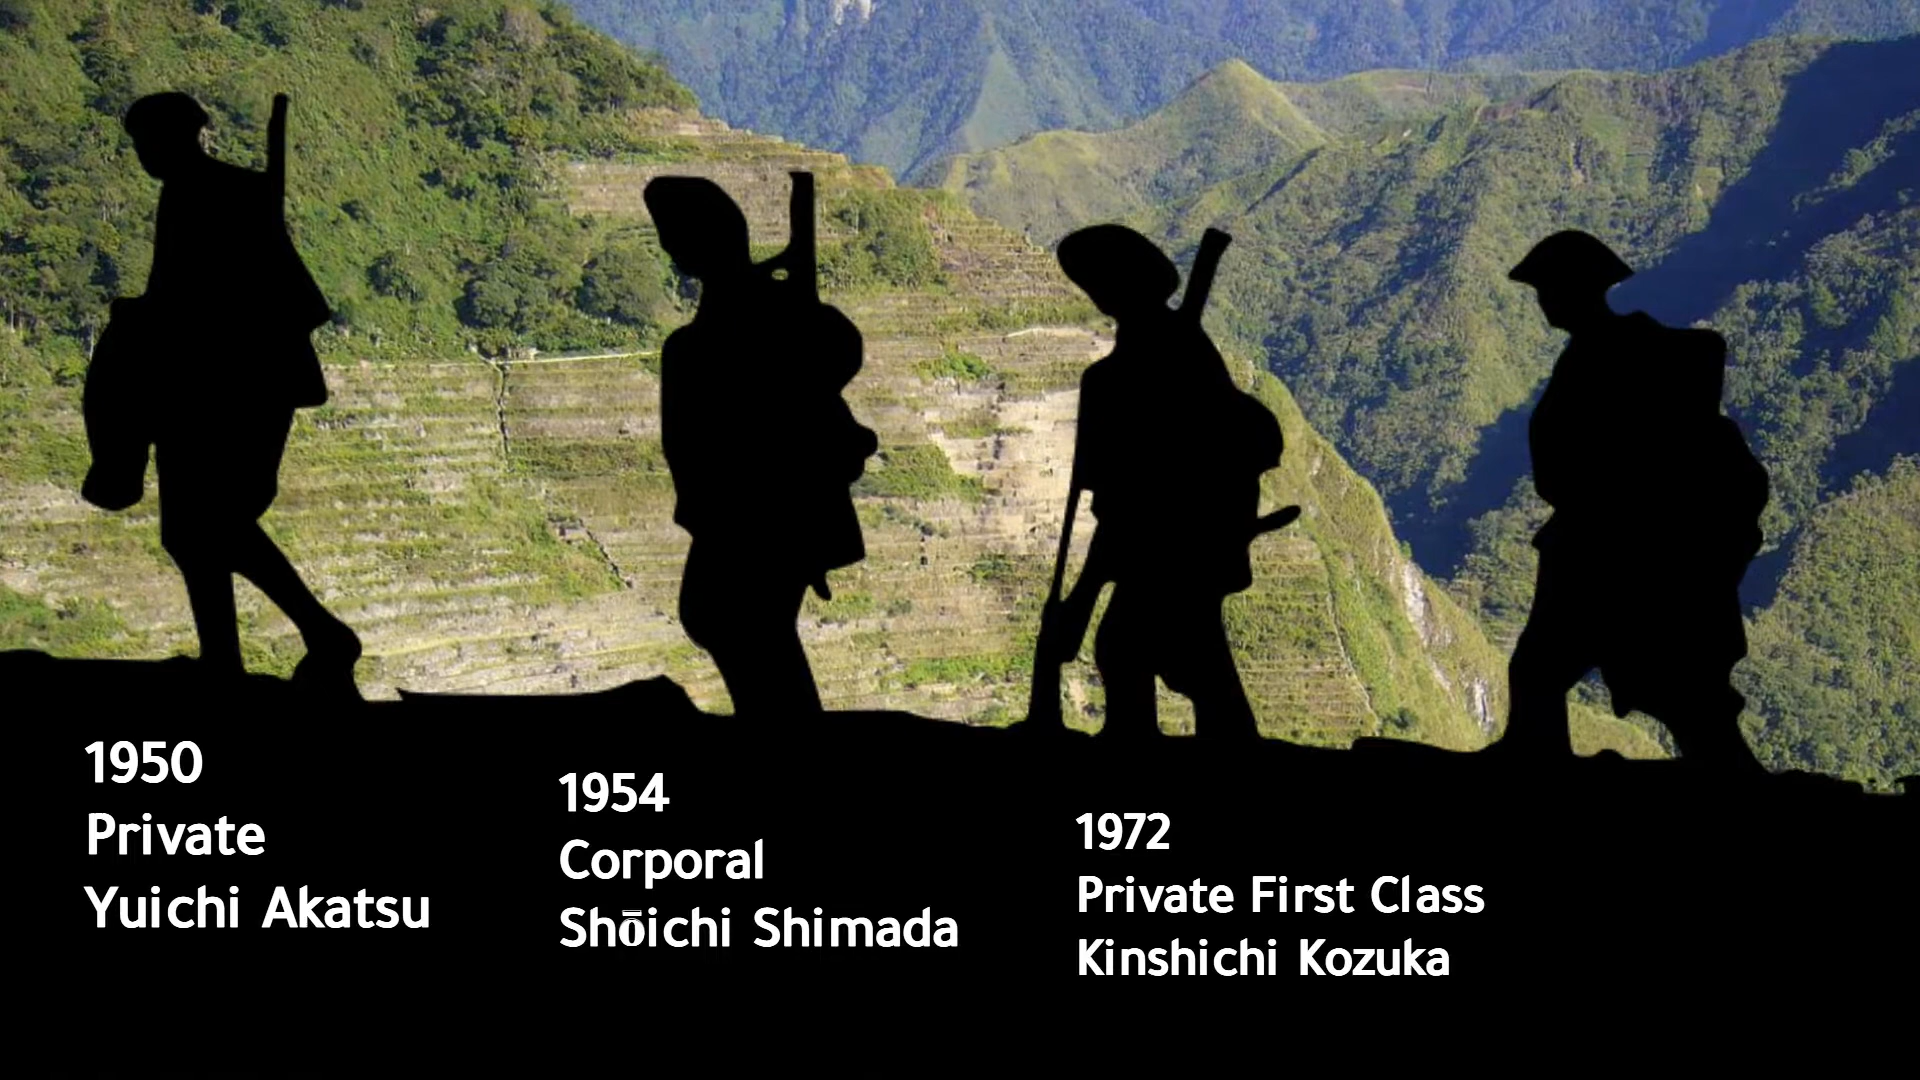 1950
Private
Yuichi Akatsu
1954
Corporal
Shōichi Shimada
1972
Private First Class
Kinshichi Kozuka